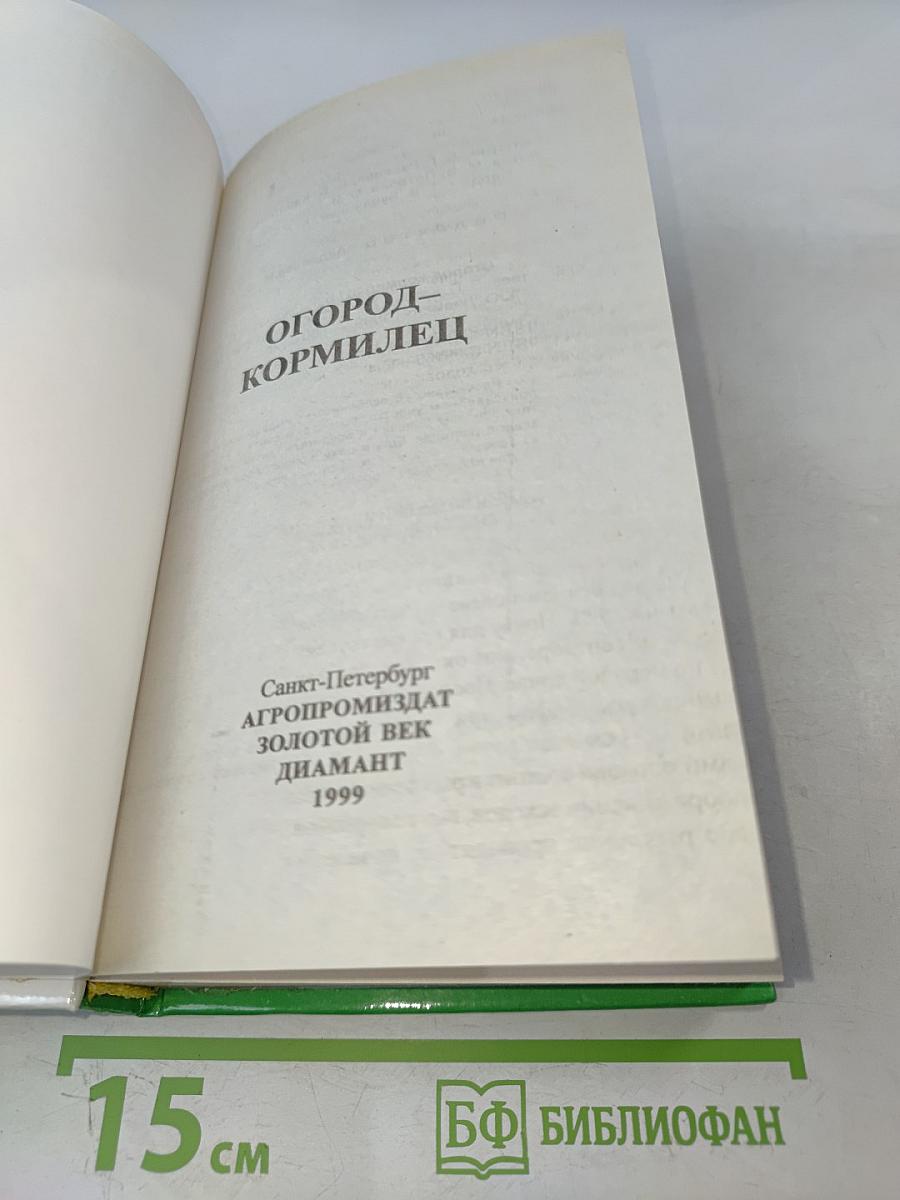 ОГОРОД–
КОРМИЛЕЦ
Санкт-Петербург
АГРОПРОМИЗДАТ
ЗОЛОТОЙ ВЕК
ДИАМАНТ
1999
15 см
БФ БИБЛИОФАН